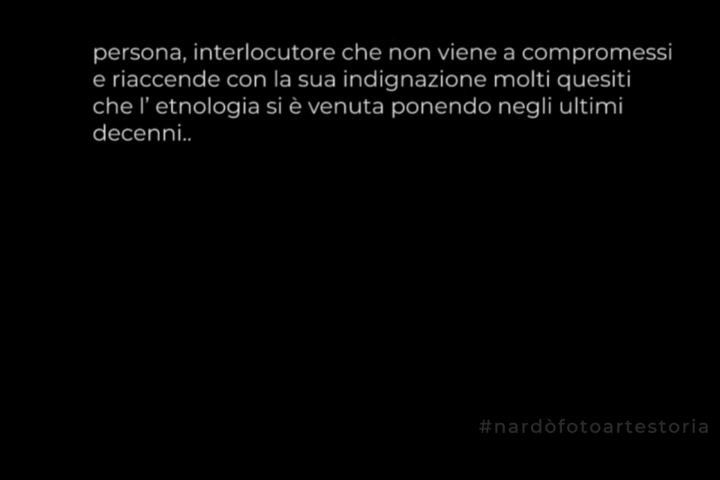 persona, interlocutore che non viene a compromessi
e riaccende con la sua indignazione molti quesiti
che l’ etnologia si è venuta ponendo negli ultimi
decenni..
#nardòfotoartestoria